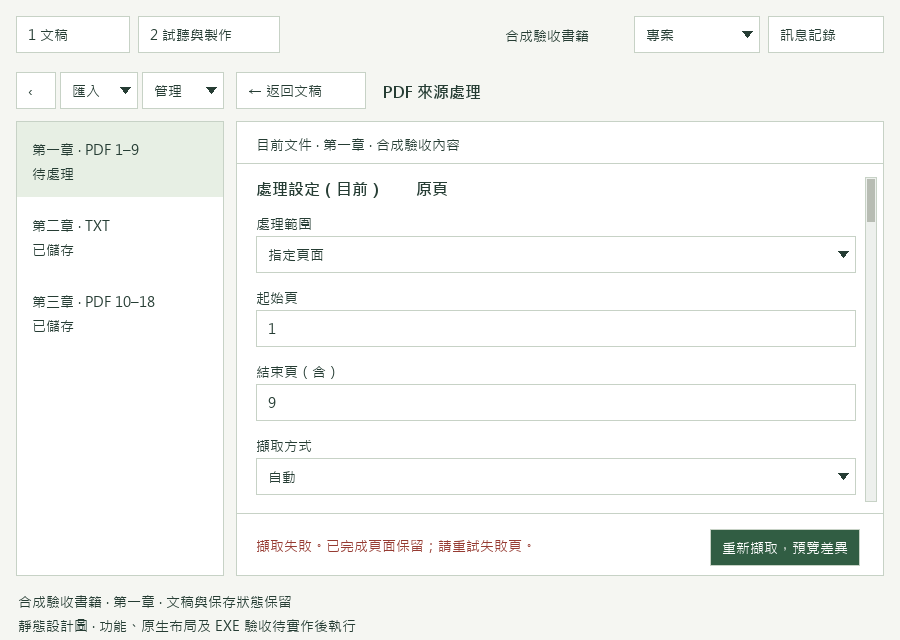 1 文稿
2 試聽與製作
合成驗收書籍
專案
訊息記錄
‹
匯入
管理
← 返回文稿
PDF 來源處理
第一章 · PDF 1–9
待處理
第二章 · TXT
已儲存
第三章 · PDF 10–18
已儲存
目前文件 · 第一章 · 合成驗收內容
處理設定 ( 目前 ) 原頁
處理範圍
指定頁面
起始頁
1
結束頁 ( 含 )
9
擷取方式
自動
擷取失敗。已完成頁面保留；請重試失敗頁。
重新擷取，預覽差異
合成驗收書籍 · 第一章 · 文稿與保存狀態保留
靜態設計圖 · 功能、原生布局及 EXE 驗收待實作後執行